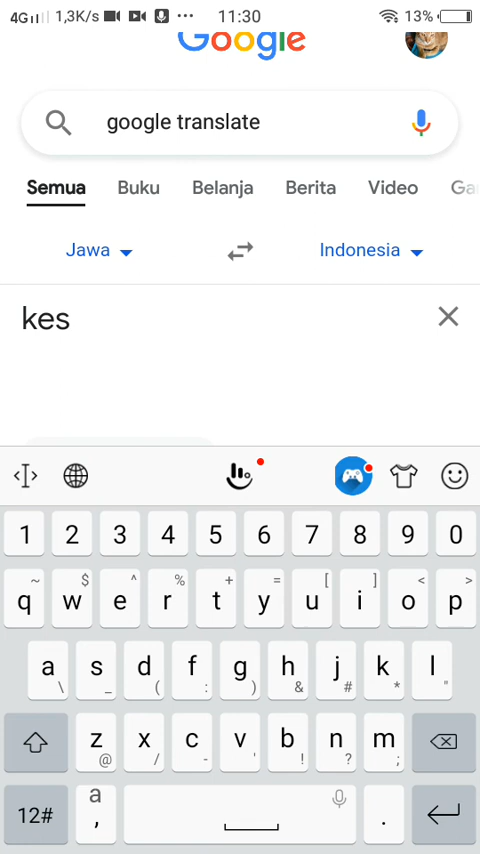 4G 1,3K/s 11:30 13%
Google
google translate
Semua Buku Belanja Berita Video Ga
Jawa Indonesia
kes
1 2 3 4 5 6 7 8 9 0
~ $ ^ % + = [ ] < >
q w e r t y u i o p
a s d f g h j k l
\ _ ( : ) & # * "
z x c v b n m
@ / - ' ! ? ;
12# a , .